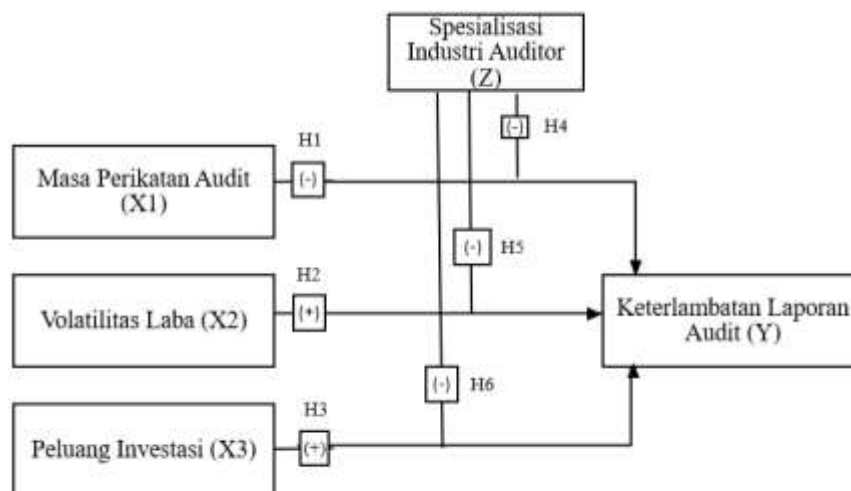 Spesialisasi
Industri Auditor
(Z)
(-)
H4
H1
Masa Perikatan Audit
(X1)
(-)
(-)
H5
H2
Volatilitas Laba (X2)
(+)
Keterlambatan Laporan
Audit (Y)
(-)
H6
H3
Peluang Investasi (X3)
(+)